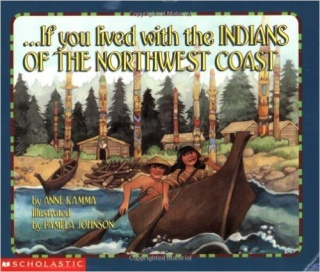 ...If you lived with the INDIANS
OF THE NORTHWEST COAST
by ANNE KAMMA
Illustrated
by PAMELA JOHNSON
SCHOLASTIC